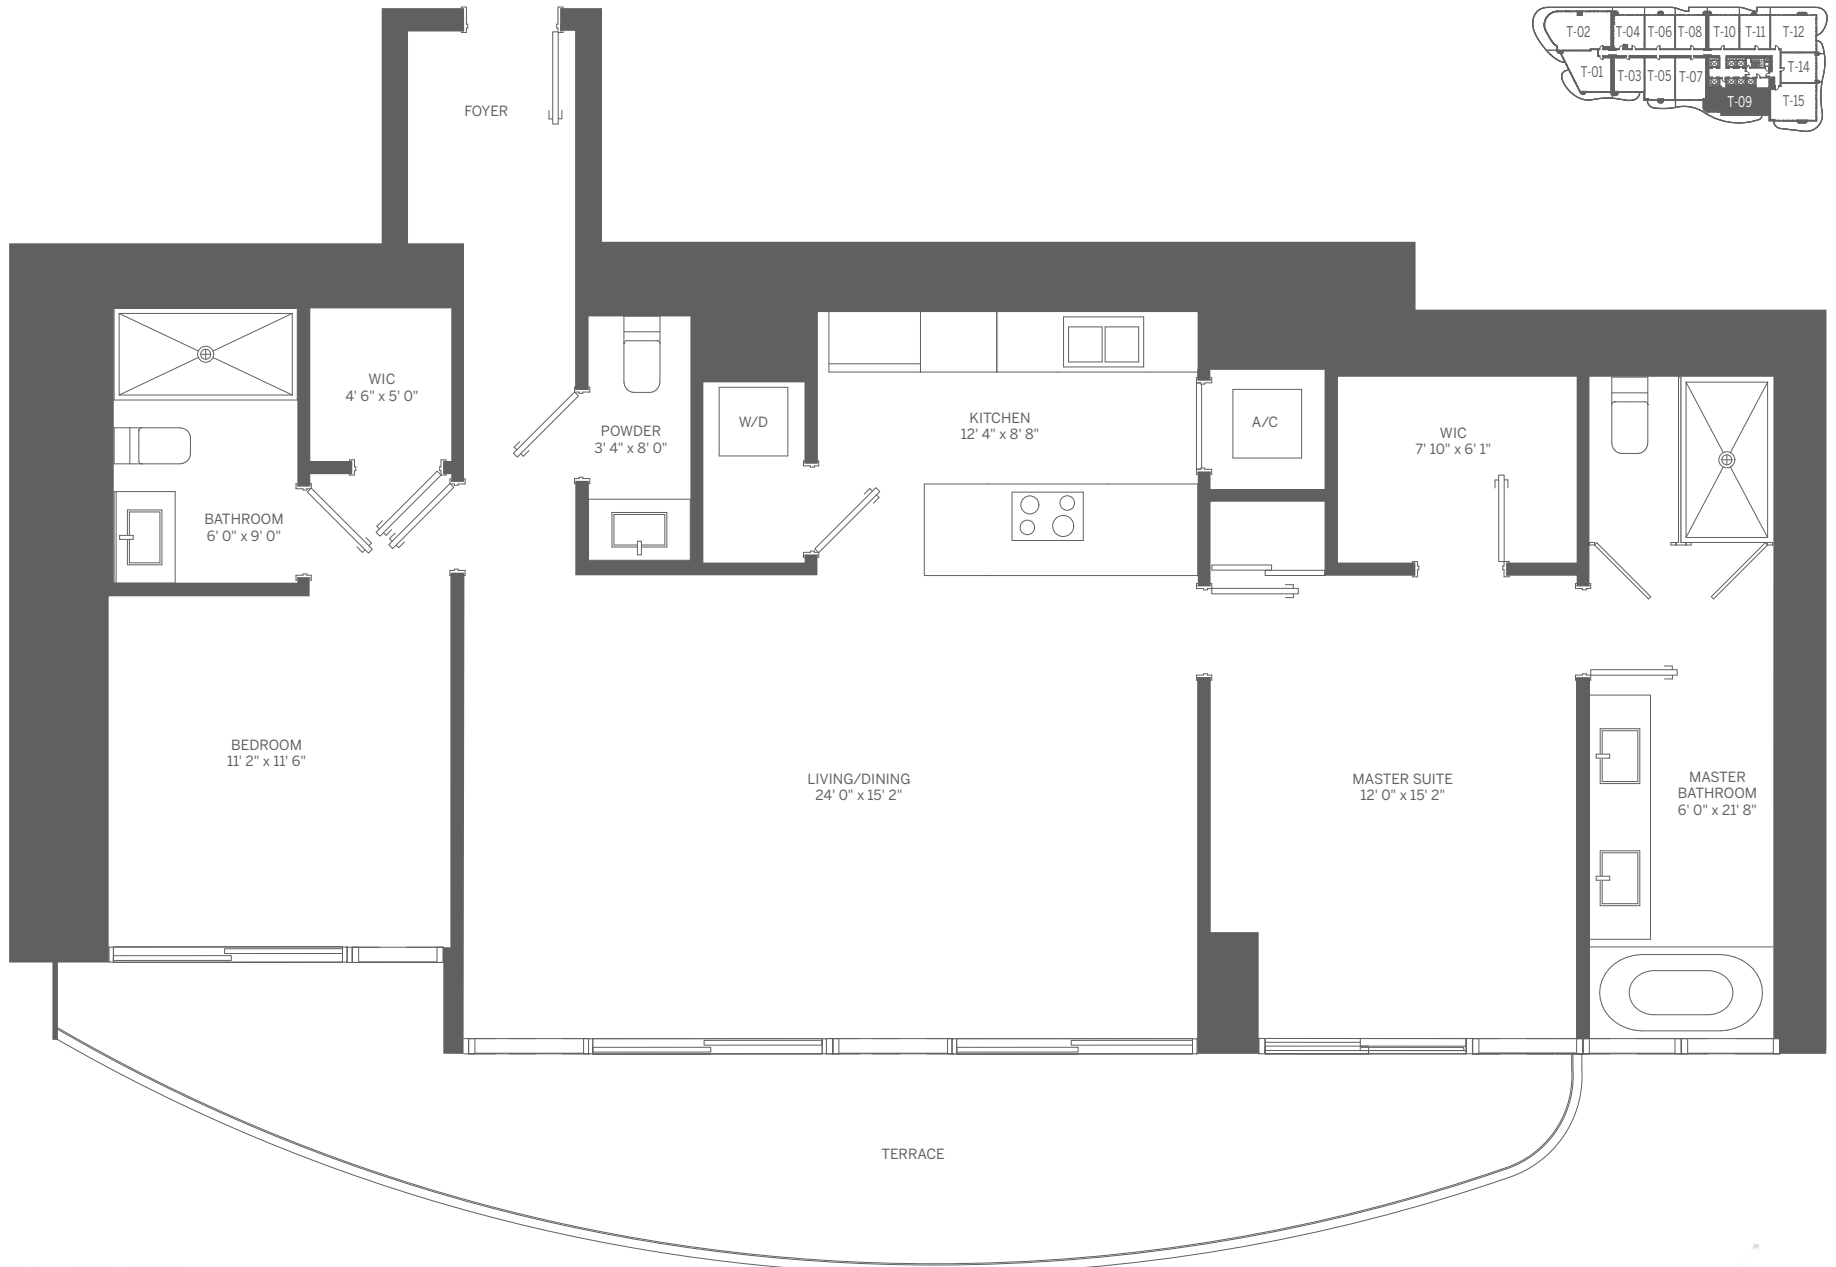 T-02
T-04
T-06
T-08
T-10
T-11
T-12
T-01
T-03
T-05
T-07
T-14
T-09
T-15
FOYER
WIC
4' 6" x 5' 0"
POWDER
3' 4" x 8' 0"
W/D
KITCHEN
12' 4" x 8' 8"
A/C
WIC
7' 10" x 6' 1"
BATHROOM
6' 0" x 9' 0"
BEDROOM
11' 2" x 11' 6"
LIVING/DINING
24' 0" x 15' 2"
MASTER SUITE
12' 0" x 15' 2"
MASTER
BATHROOM
6' 0" x 21' 8"
TERRACE